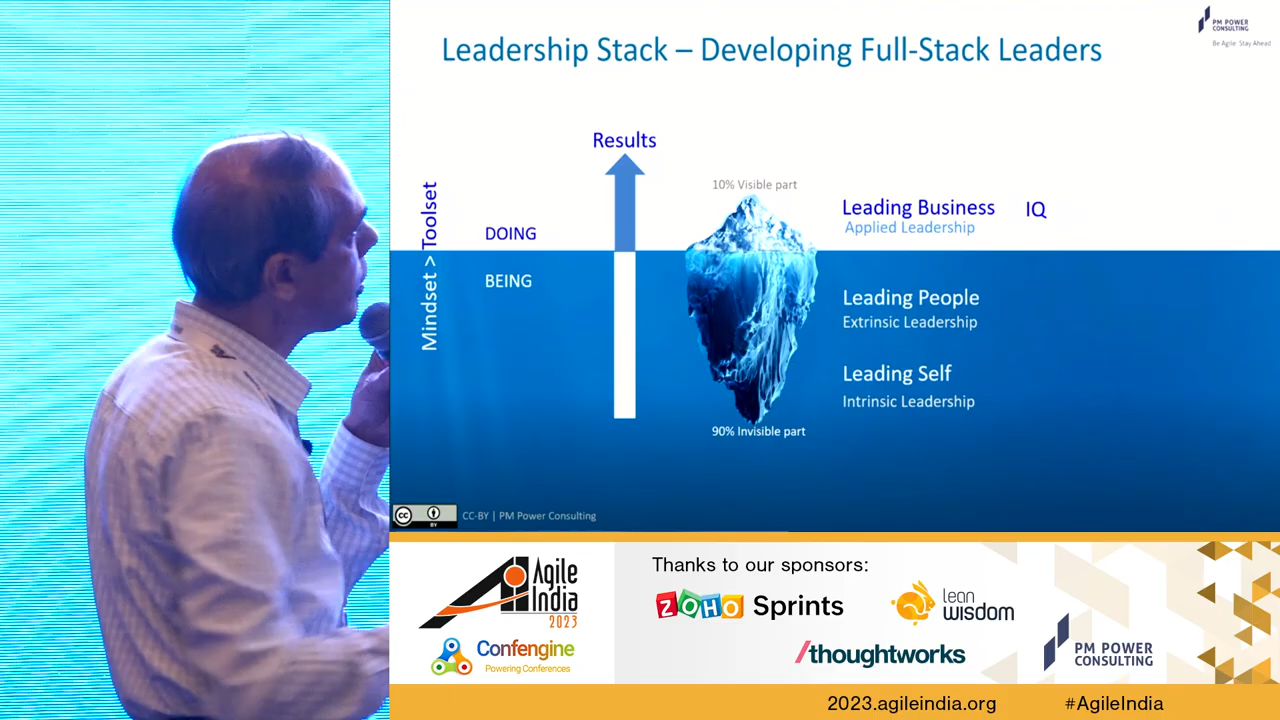 PM POWER
CONSULTING
Be Agile Stay Ahead
Leadership Stack – Developing Full-Stack Leaders
Results
Mindset > Toolset
DOING
BEING
10% Visible part
90% Invisible part
Leading Business IQ
Applied Leadership
Leading People
Extrinsic Leadership
Leading Self
Intrinsic Leadership
cc
BY
CC-BY | PM Power Consulting
Agile
India
2023
Confengine
Powering Conferences
Thanks to our sponsors:
ZOHO Sprints
lean
wisdom
/thoughtworks
PM POWER
CONSULTING
2023.agileindia.org
#AgileIndia